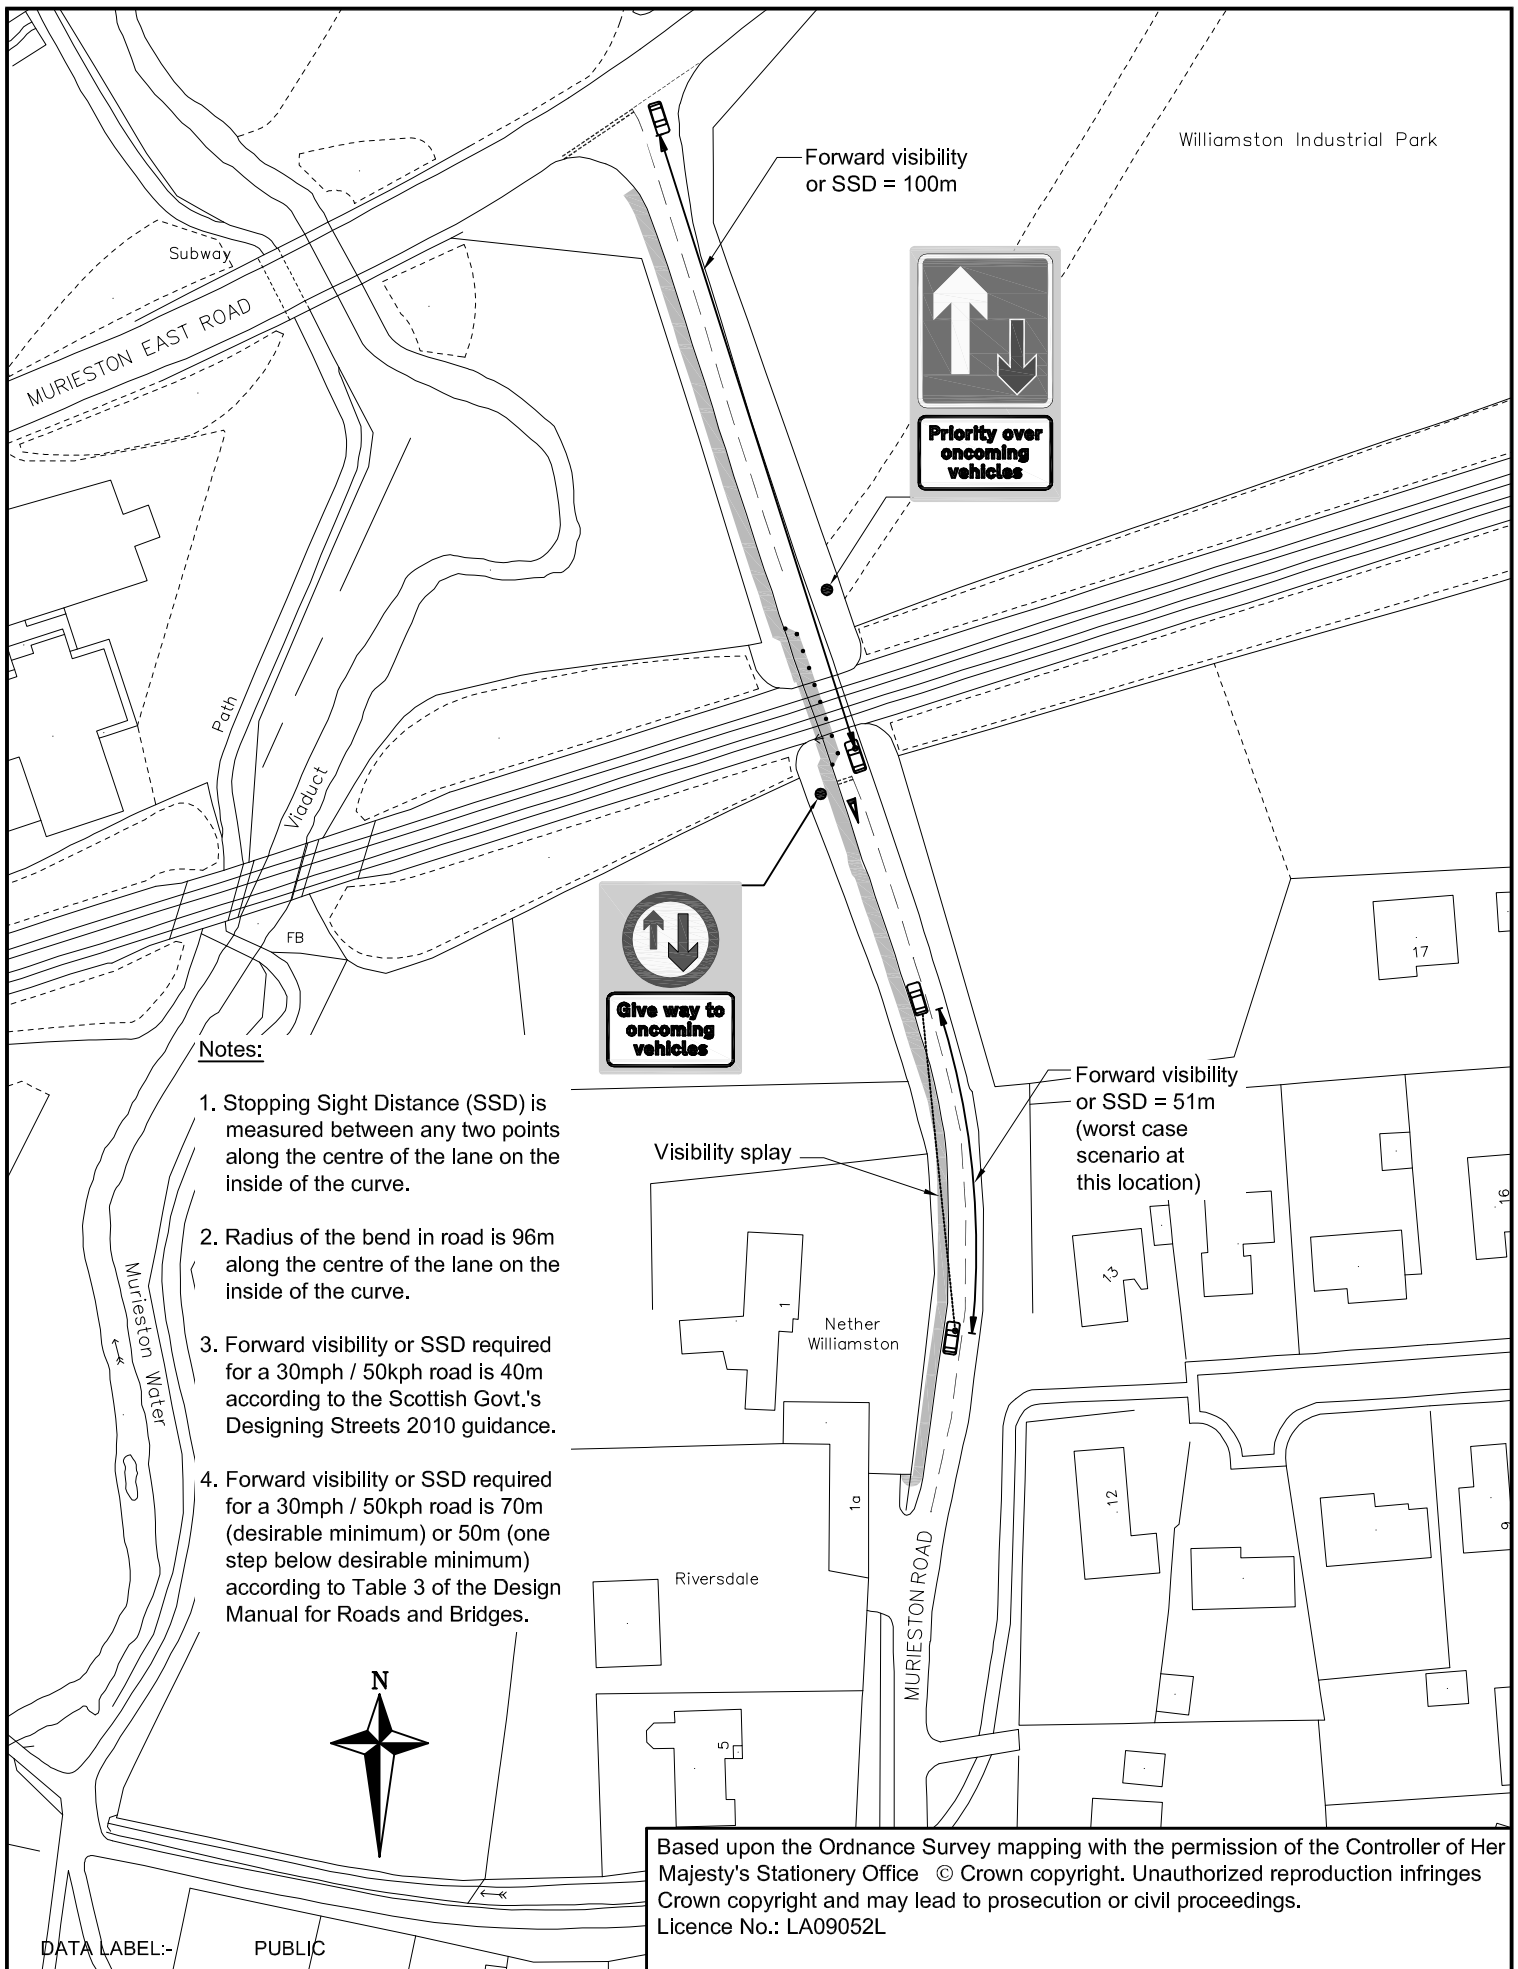 Williamston Industrial Park
Forward visibility
or SSD = 100m
Subway
MURIESTON EAST ROAD
Priority over
oncoming
vehicles
Path
Viaduct
FB
17
Give way to
oncoming
vehicles
Notes:
1. Stopping Sight Distance (SSD) is
measured between any two points
along the centre of the lane on the
inside of the curve.
2. Radius of the bend in road is 96m
along the centre of the lane on the
inside of the curve.
3. Forward visibility or SSD required
for a 30mph / 50kph road is 40m
according to the Scottish Govt.'s
Designing Streets 2010 guidance.
4. Forward visibility or SSD required
for a 30mph / 50kph road is 70m
(desirable minimum) or 50m (one
step below desirable minimum)
according to Table 3 of the Design
Manual for Roads and Bridges.
Forward visibility
or SSD = 51m
(worst case
scenario at
this location)
Visibility splay
16
13
1
Nether
Williamston
Murieston Water
1a
12
9
Riversdale
MURIESTON ROAD
N
5
Based upon the Ordnance Survey mapping with the permission of the Controller of Her
Majesty's Stationery Office © Crown copyright. Unauthorized reproduction infringes
Crown copyright and may lead to prosecution or civil proceedings.
Licence No.: LA09052L
DATA LABEL:- PUBLIC